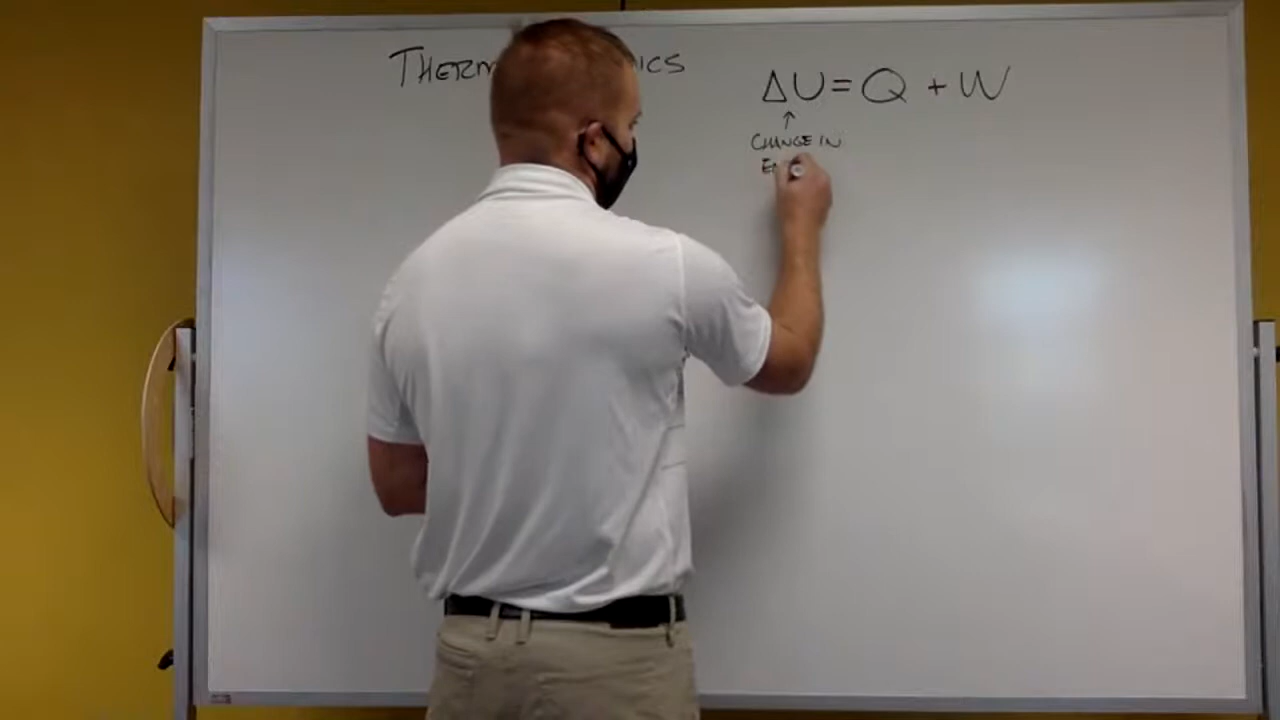 THERM ICS
ΔU = Q + W
↑
CHANGE IN
E